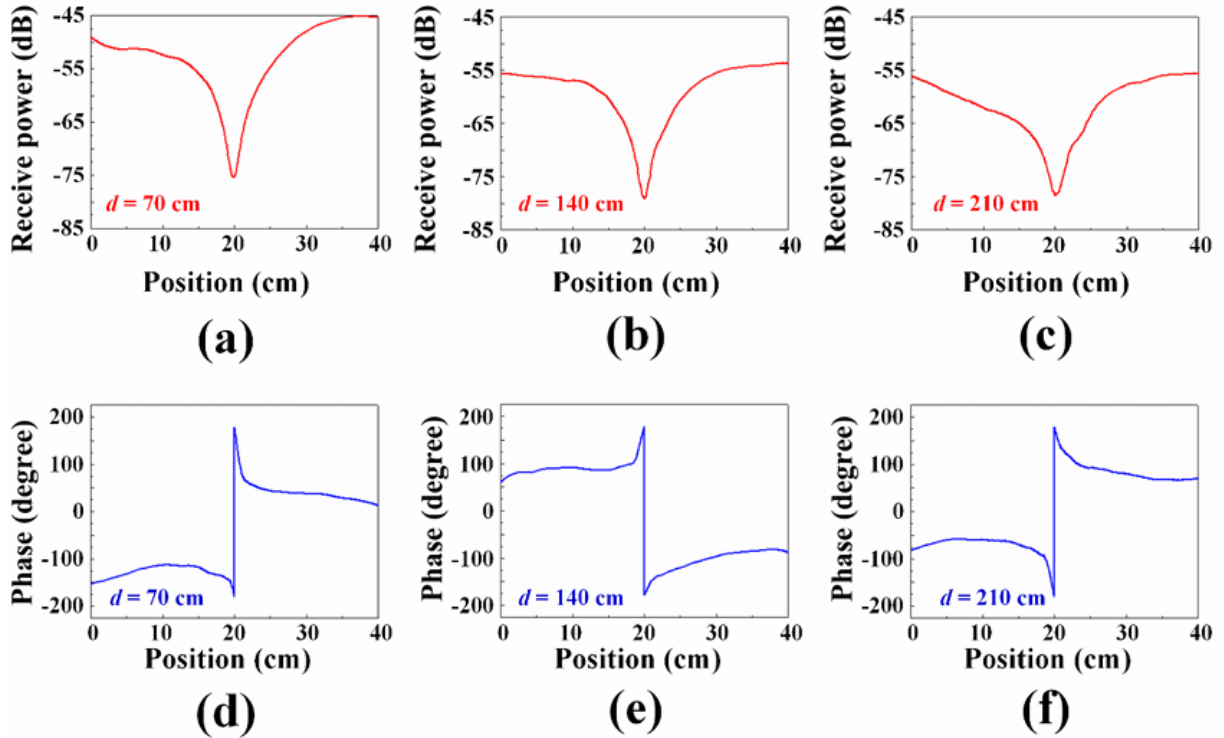 Receive power (dB)
-45
-55
-65
-75
-85
d = 70 cm
0 10 20 30 40
Position (cm)
(a)
Receive power (dB)
-45
-55
-65
-75
-85
d = 140 cm
0 10 20 30 40
Position (cm)
(b)
Receive power (dB)
-45
-55
-65
-75
-85
d = 210 cm
0 10 20 30 40
Position (cm)
(c)
Phase (degree)
200
100
0
-100
-200
d = 70 cm
0 10 20 30 40
Position (cm)
(d)
Phase (degree)
200
100
0
-100
-200
d = 140 cm
0 10 20 30 40
Position (cm)
(e)
Phase (degree)
200
100
0
-100
-200
d = 210 cm
0 10 20 30 40
Position (cm)
(f)